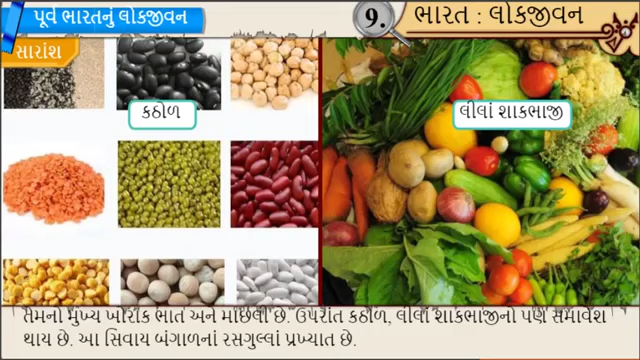 પૂર્વ ભારતનું લોકજીવન
9.
ભારત : લોકજીવન
સારાંશ
કઠોળ
લીલાં શાકભાજી
તેમનો મુખ્ય ખોરાક ભાત અને માછલી છે. ઉપરાંત કઠોળ, લીલાં શાકભાજીનો પણ સમાવેશ
થાય છે. આ સિવાય બંગાળનાં રસગુલ્લાં પ્રખ્યાત છે.